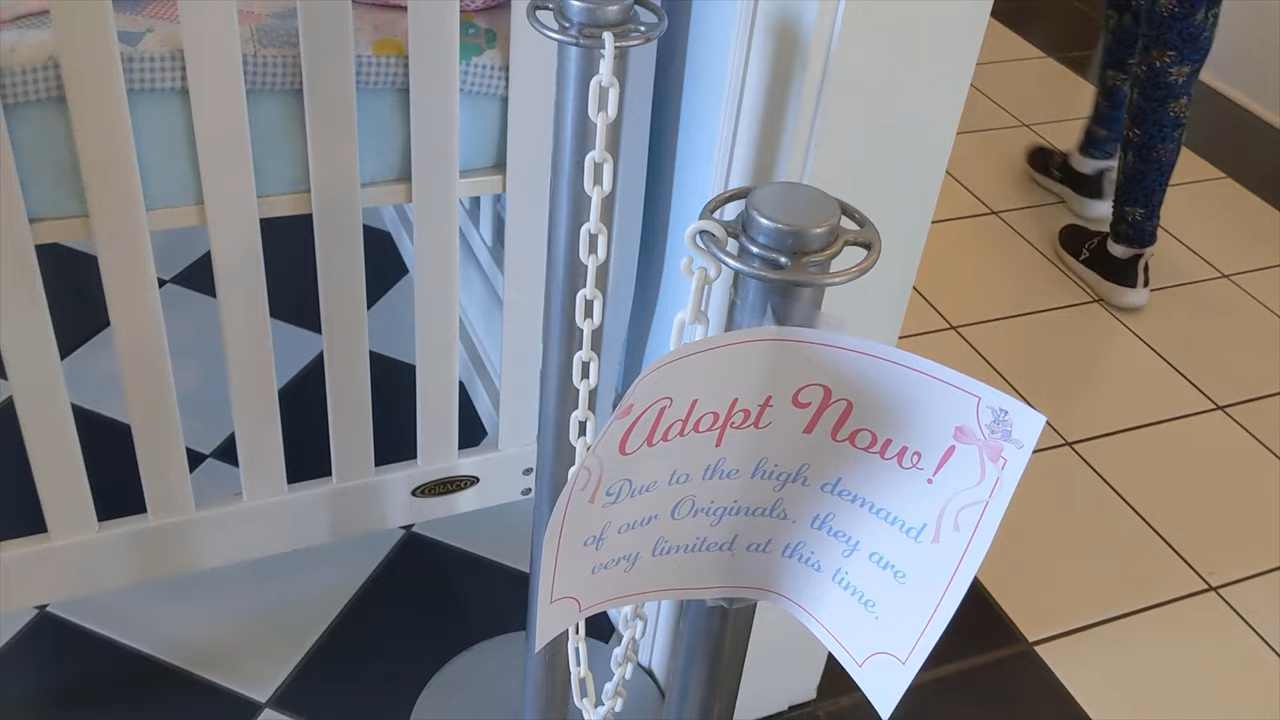 GRACO
Adopt Now!
Due to the high demand
of our Originals, they are
very limited at this time.